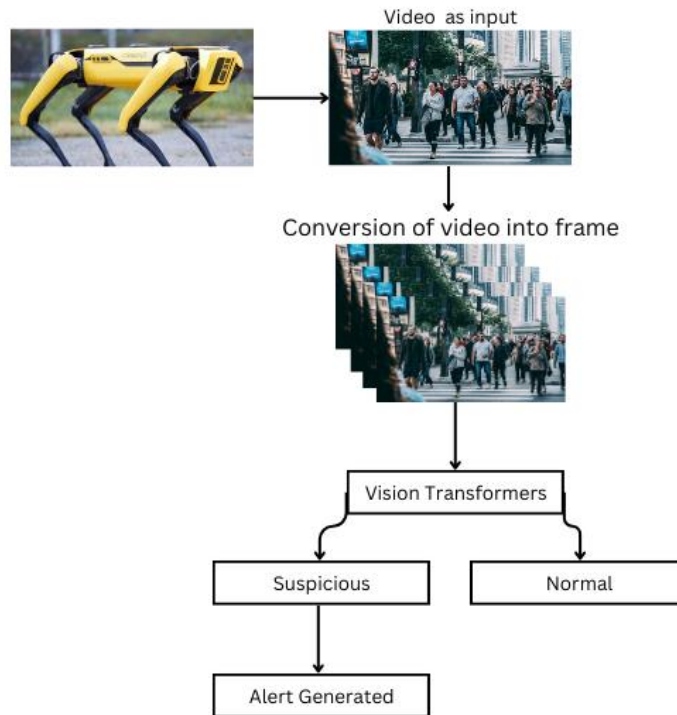 Video as input
Conversion of video into frame
Vision Transformers
Suspicious
Normal
Alert Generated